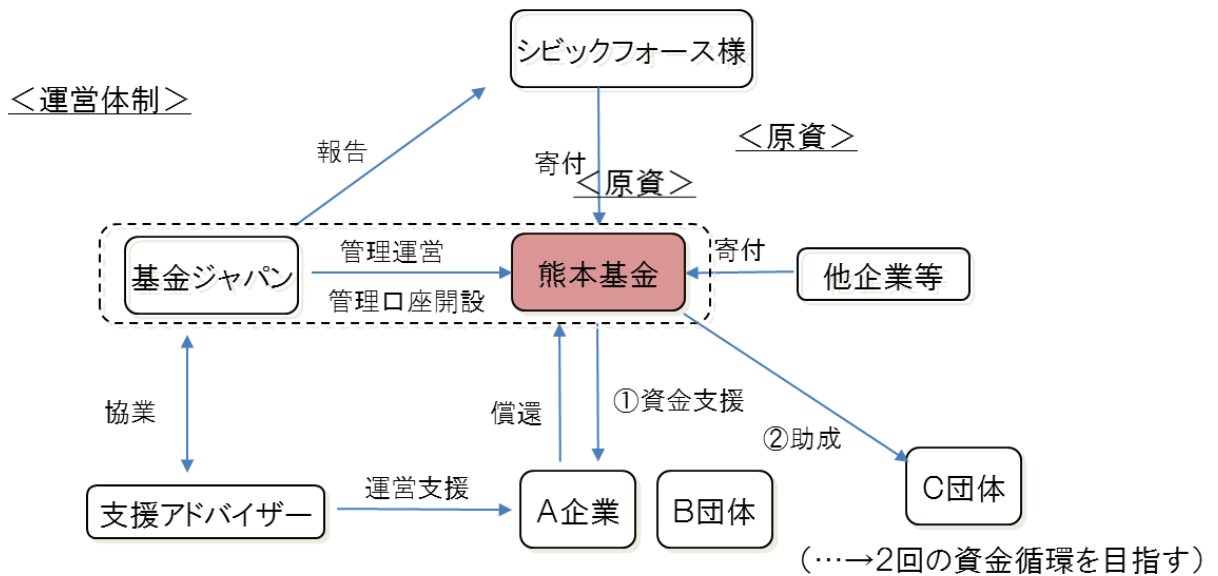 シビックフォース様
＜運営体制＞
報告
寄付
＜原資＞
＜原資＞
基金ジャパン
管理運営
管理口座開設
熊本基金
寄付
他企業等
協業
償還
①資金支援
②助成
支援アドバイザー
運営支援
A企業
B団体
C団体
（…→2回の資金循環を目指す）